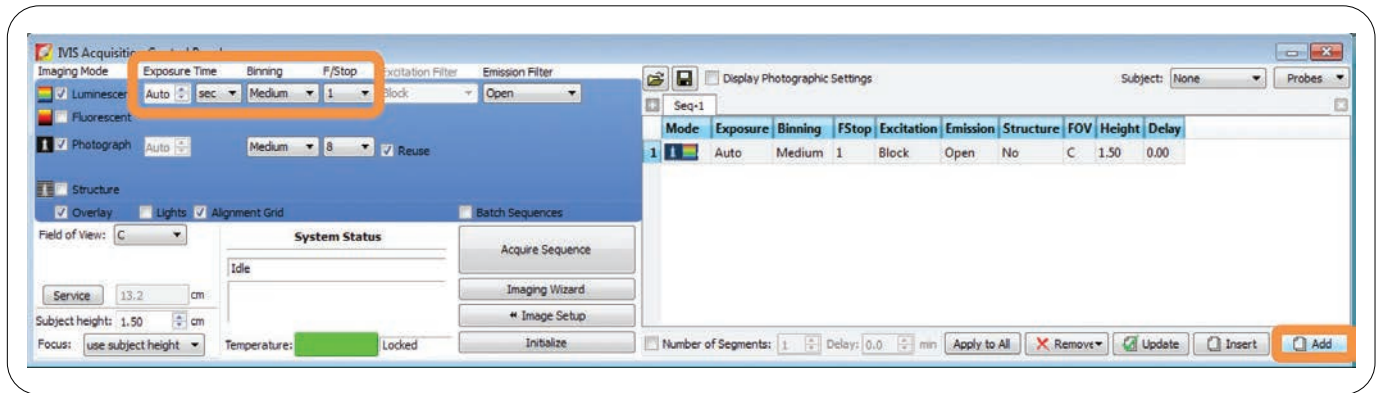 IVIS Acquisition Control Panel
Imaging Mode Exposure Time Binning F/Stop Excitation Filter Emission Filter
Luminescent Auto sec Medium 1 Block Open
Fluorescent
Photograph Auto Medium 8 Reuse
Structure
Overlay Lights Alignment Grid Batch Sequences
Field of View: C
System Status
Idle
Service 13.2 cm
Subject height: 1.50 cm
Focus: use subject height
Temperature: Locked
Acquire Sequence
Imaging Wizard
Image Setup
Initialize
Display Photographic Settings Subject: None Probes
Seq-1
Mode Exposure Binning FStop Excitation Emission Structure FOV Height Delay
1 Auto Medium 1 Block Open No C 1.50 0.00
Number of Segments: 1 Delay: 0.0 min Apply to All Remove Update Insert Add